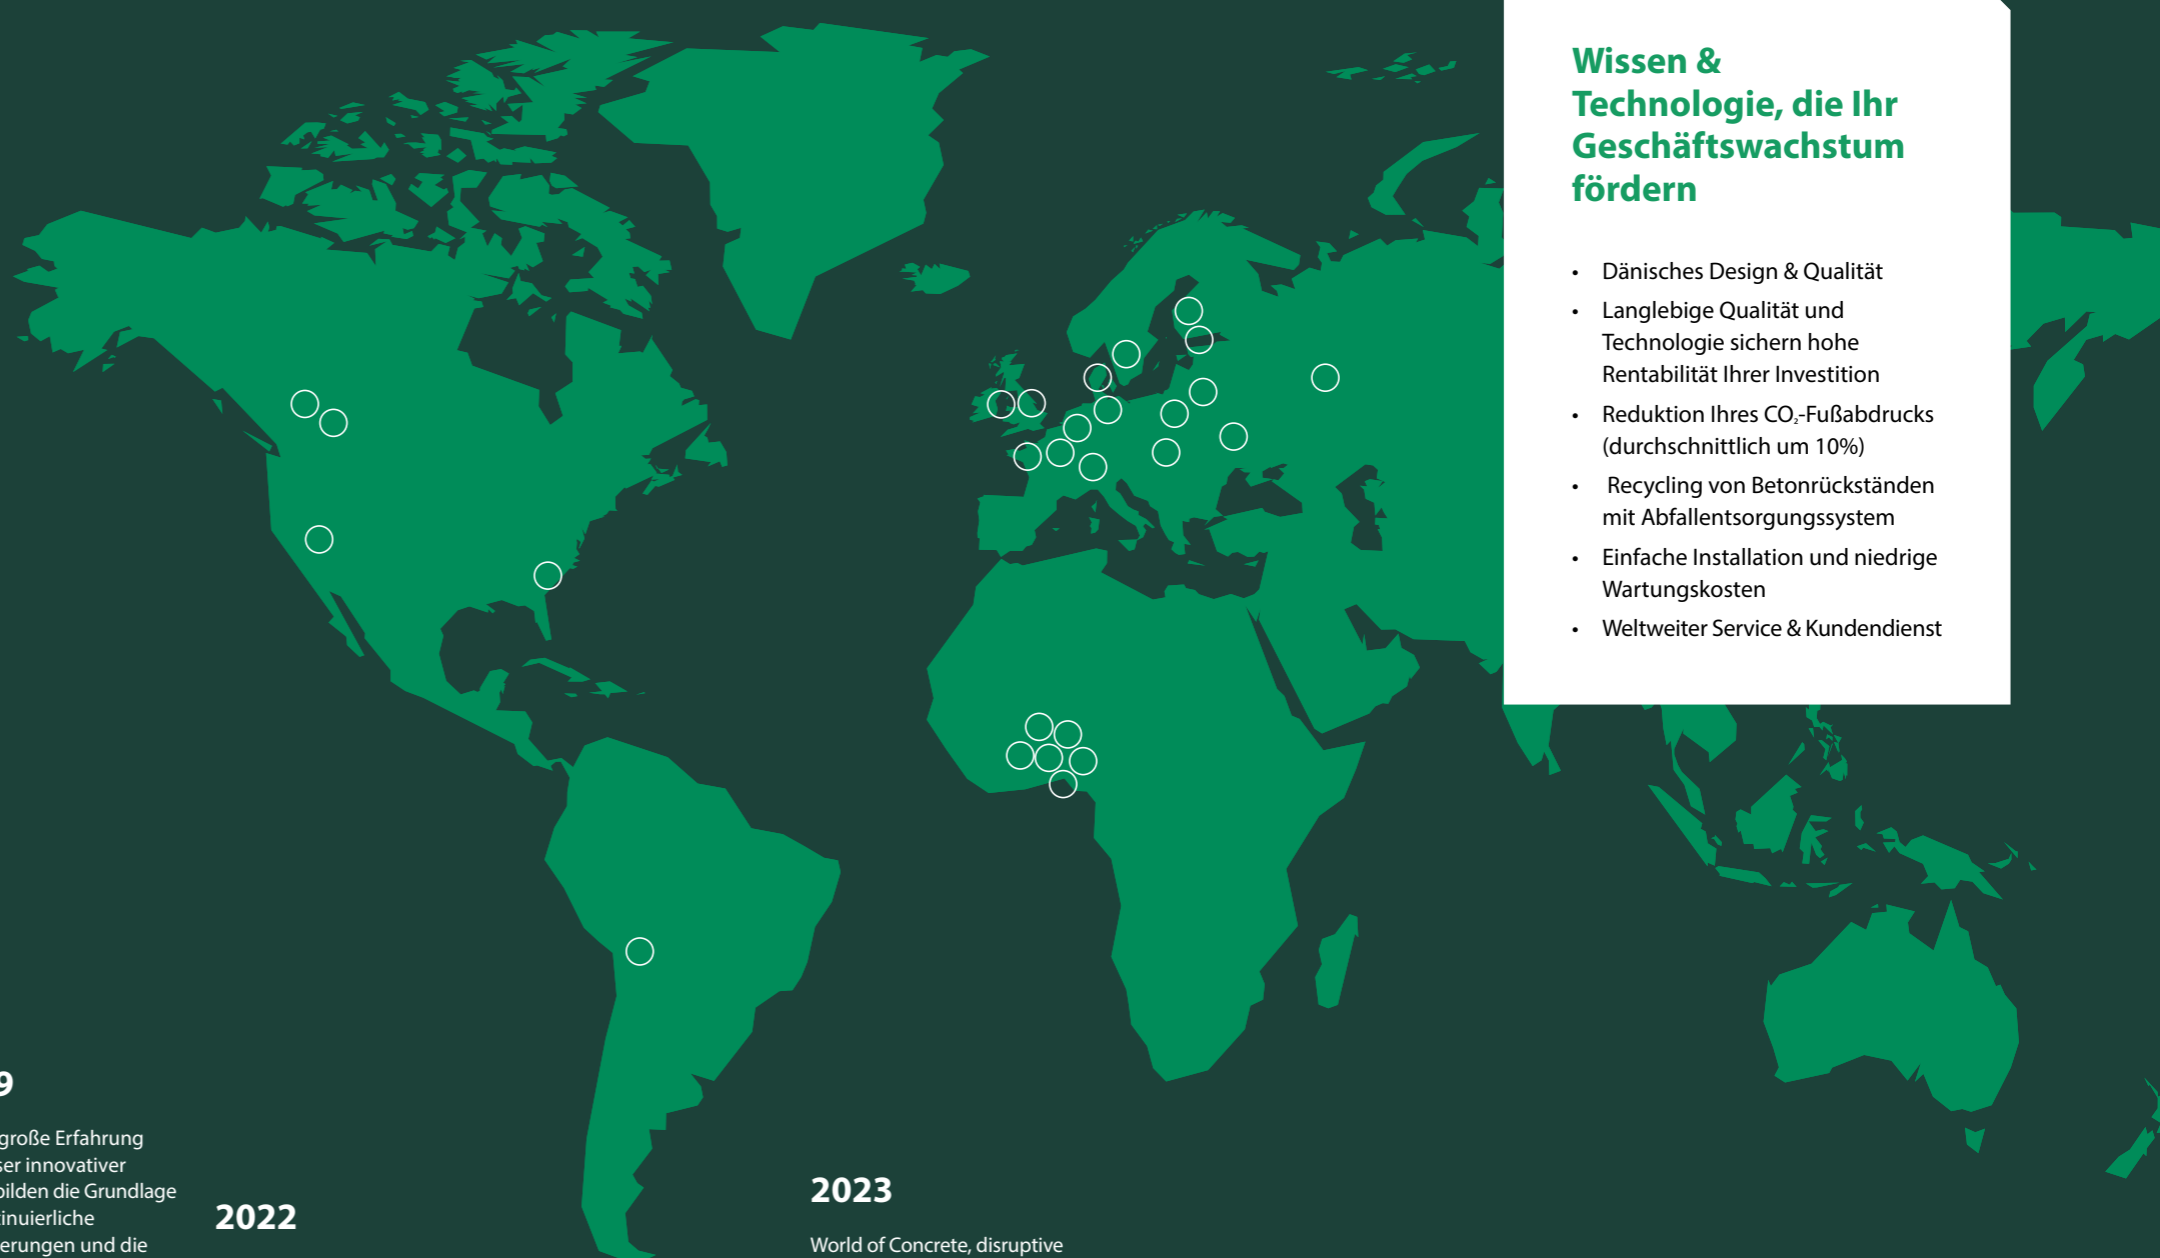 Wissen &
Technologie, die Ihr
Geschäftswachstum
fördern
• Dänisches Design & Qualität
• Langlebige Qualität und
Technologie sichern hohe
Rentabilität Ihrer Investition
• Reduktion Ihres CO₂-Fußabdrucks
(durchschnittlich um 10%)
• Recycling von Betonrückständen
mit Abfallentsorgungssystem
• Einfache Installation und niedrige
Wartungskosten
• Weltweiter Service & Kundendienst
9
große Erfahrung
ser innovativer
bilden die Grundlage
inuierliche
erungen und die
2022
2023
World of Concrete, disruptive